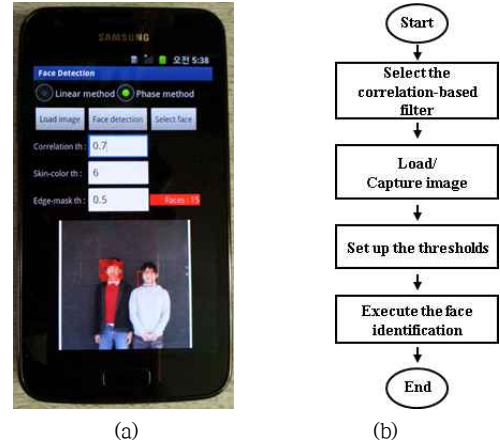 SAMSUNG
오전 5:38
Face Detection
Linear method Phase method
Load image Face detection Select face
Correlation th : 0.7
Skin-color th : 6
Edge-mask th : 0.5 Faces : 15
(a)
Start
Select the
correlation-based
filter
Load/
Capture image
Set up the thresholds
Execute the face
identification
End
(b)